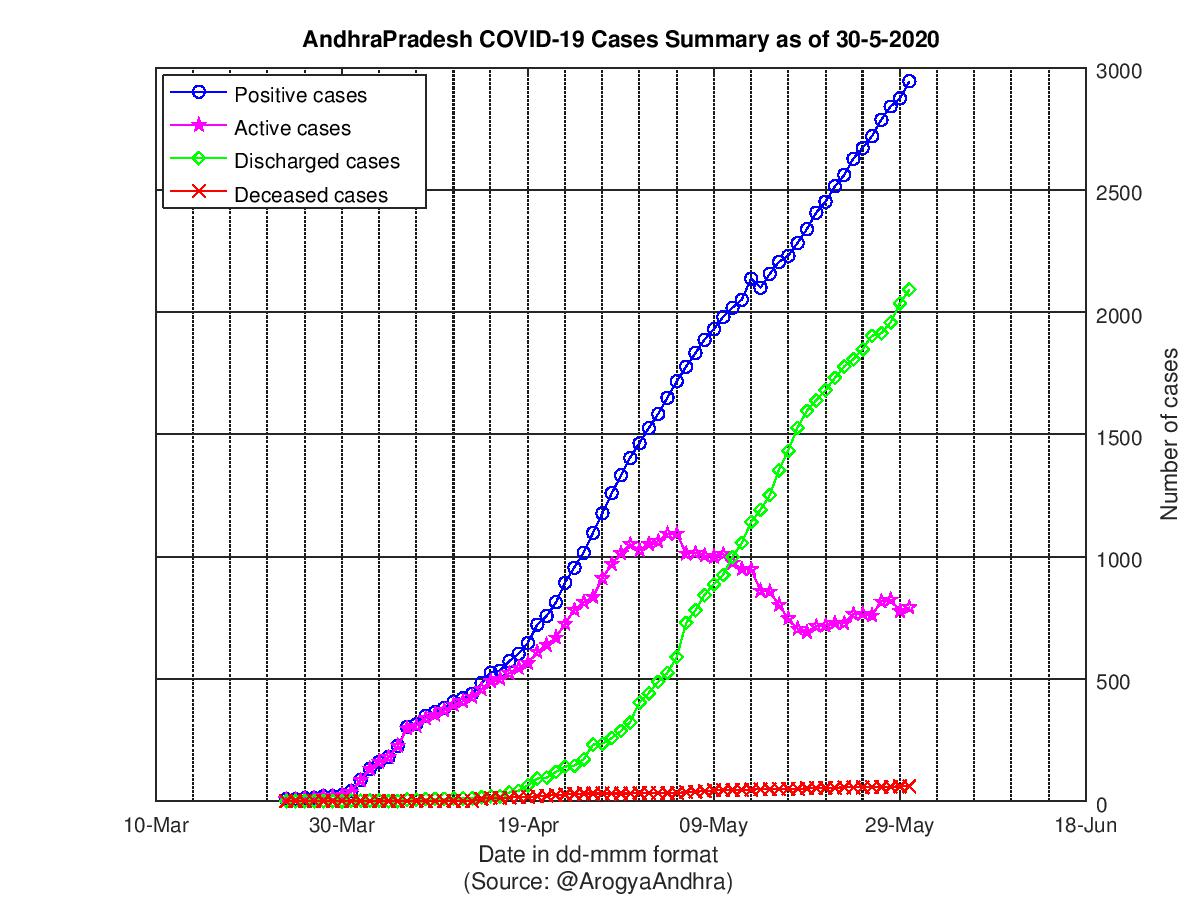 AndhraPradesh COVID-19 Cases Summary as of 30-5-2020
Positive cases
Active cases
Discharged cases
Deceased cases
3000
2500
2000
1500
1000
500
0
Number of cases
10-Mar 30-Mar 19-Apr 09-May 29-May 18-Jun
Date in dd-mmm format
(Source: @ArogyaAndhra)